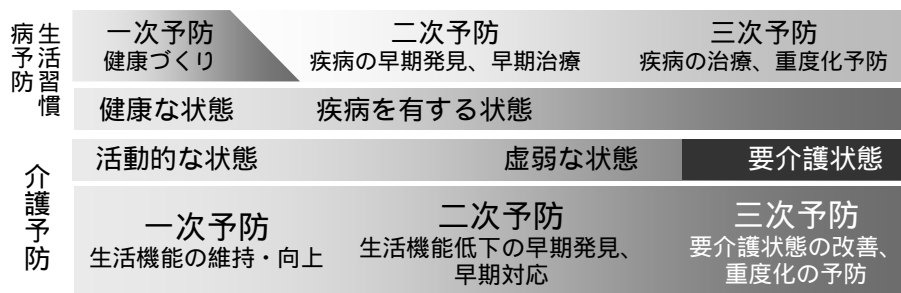 生活習慣
病予防
一次予防
健康づくり
二次予防
疾病の早期発見、早期治療
三次予防
疾病の治療、重度化予防
健康な状態
疾病を有する状態
介護予防
活動的な状態
虚弱な状態
要介護状態
一次予防
生活機能の維持・向上
二次予防
生活機能低下の早期発見、
早期対応
三次予防
要介護状態の改善、
重度化の予防